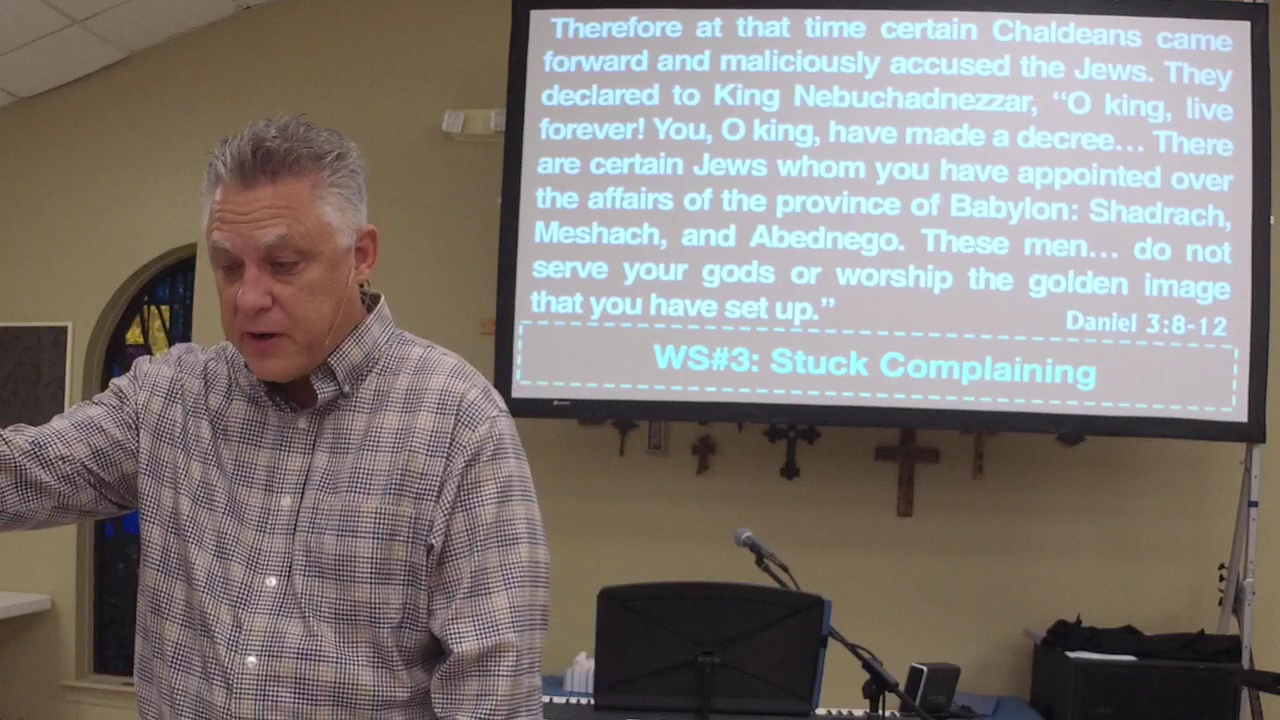 Therefore at that time certain Chaldeans came
forward and maliciously accused the Jews. They
declared to King Nebuchadnezzar, “O king, live
forever! You, O king, have made a decree… There
are certain Jews whom you have appointed over
the affairs of the province of Babylon: Shadrach,
Meshach, and Abednego. These men… do not
serve your gods or worship the golden image
that you have set up.”
Daniel 3:8-12
WS#3: Stuck Complaining